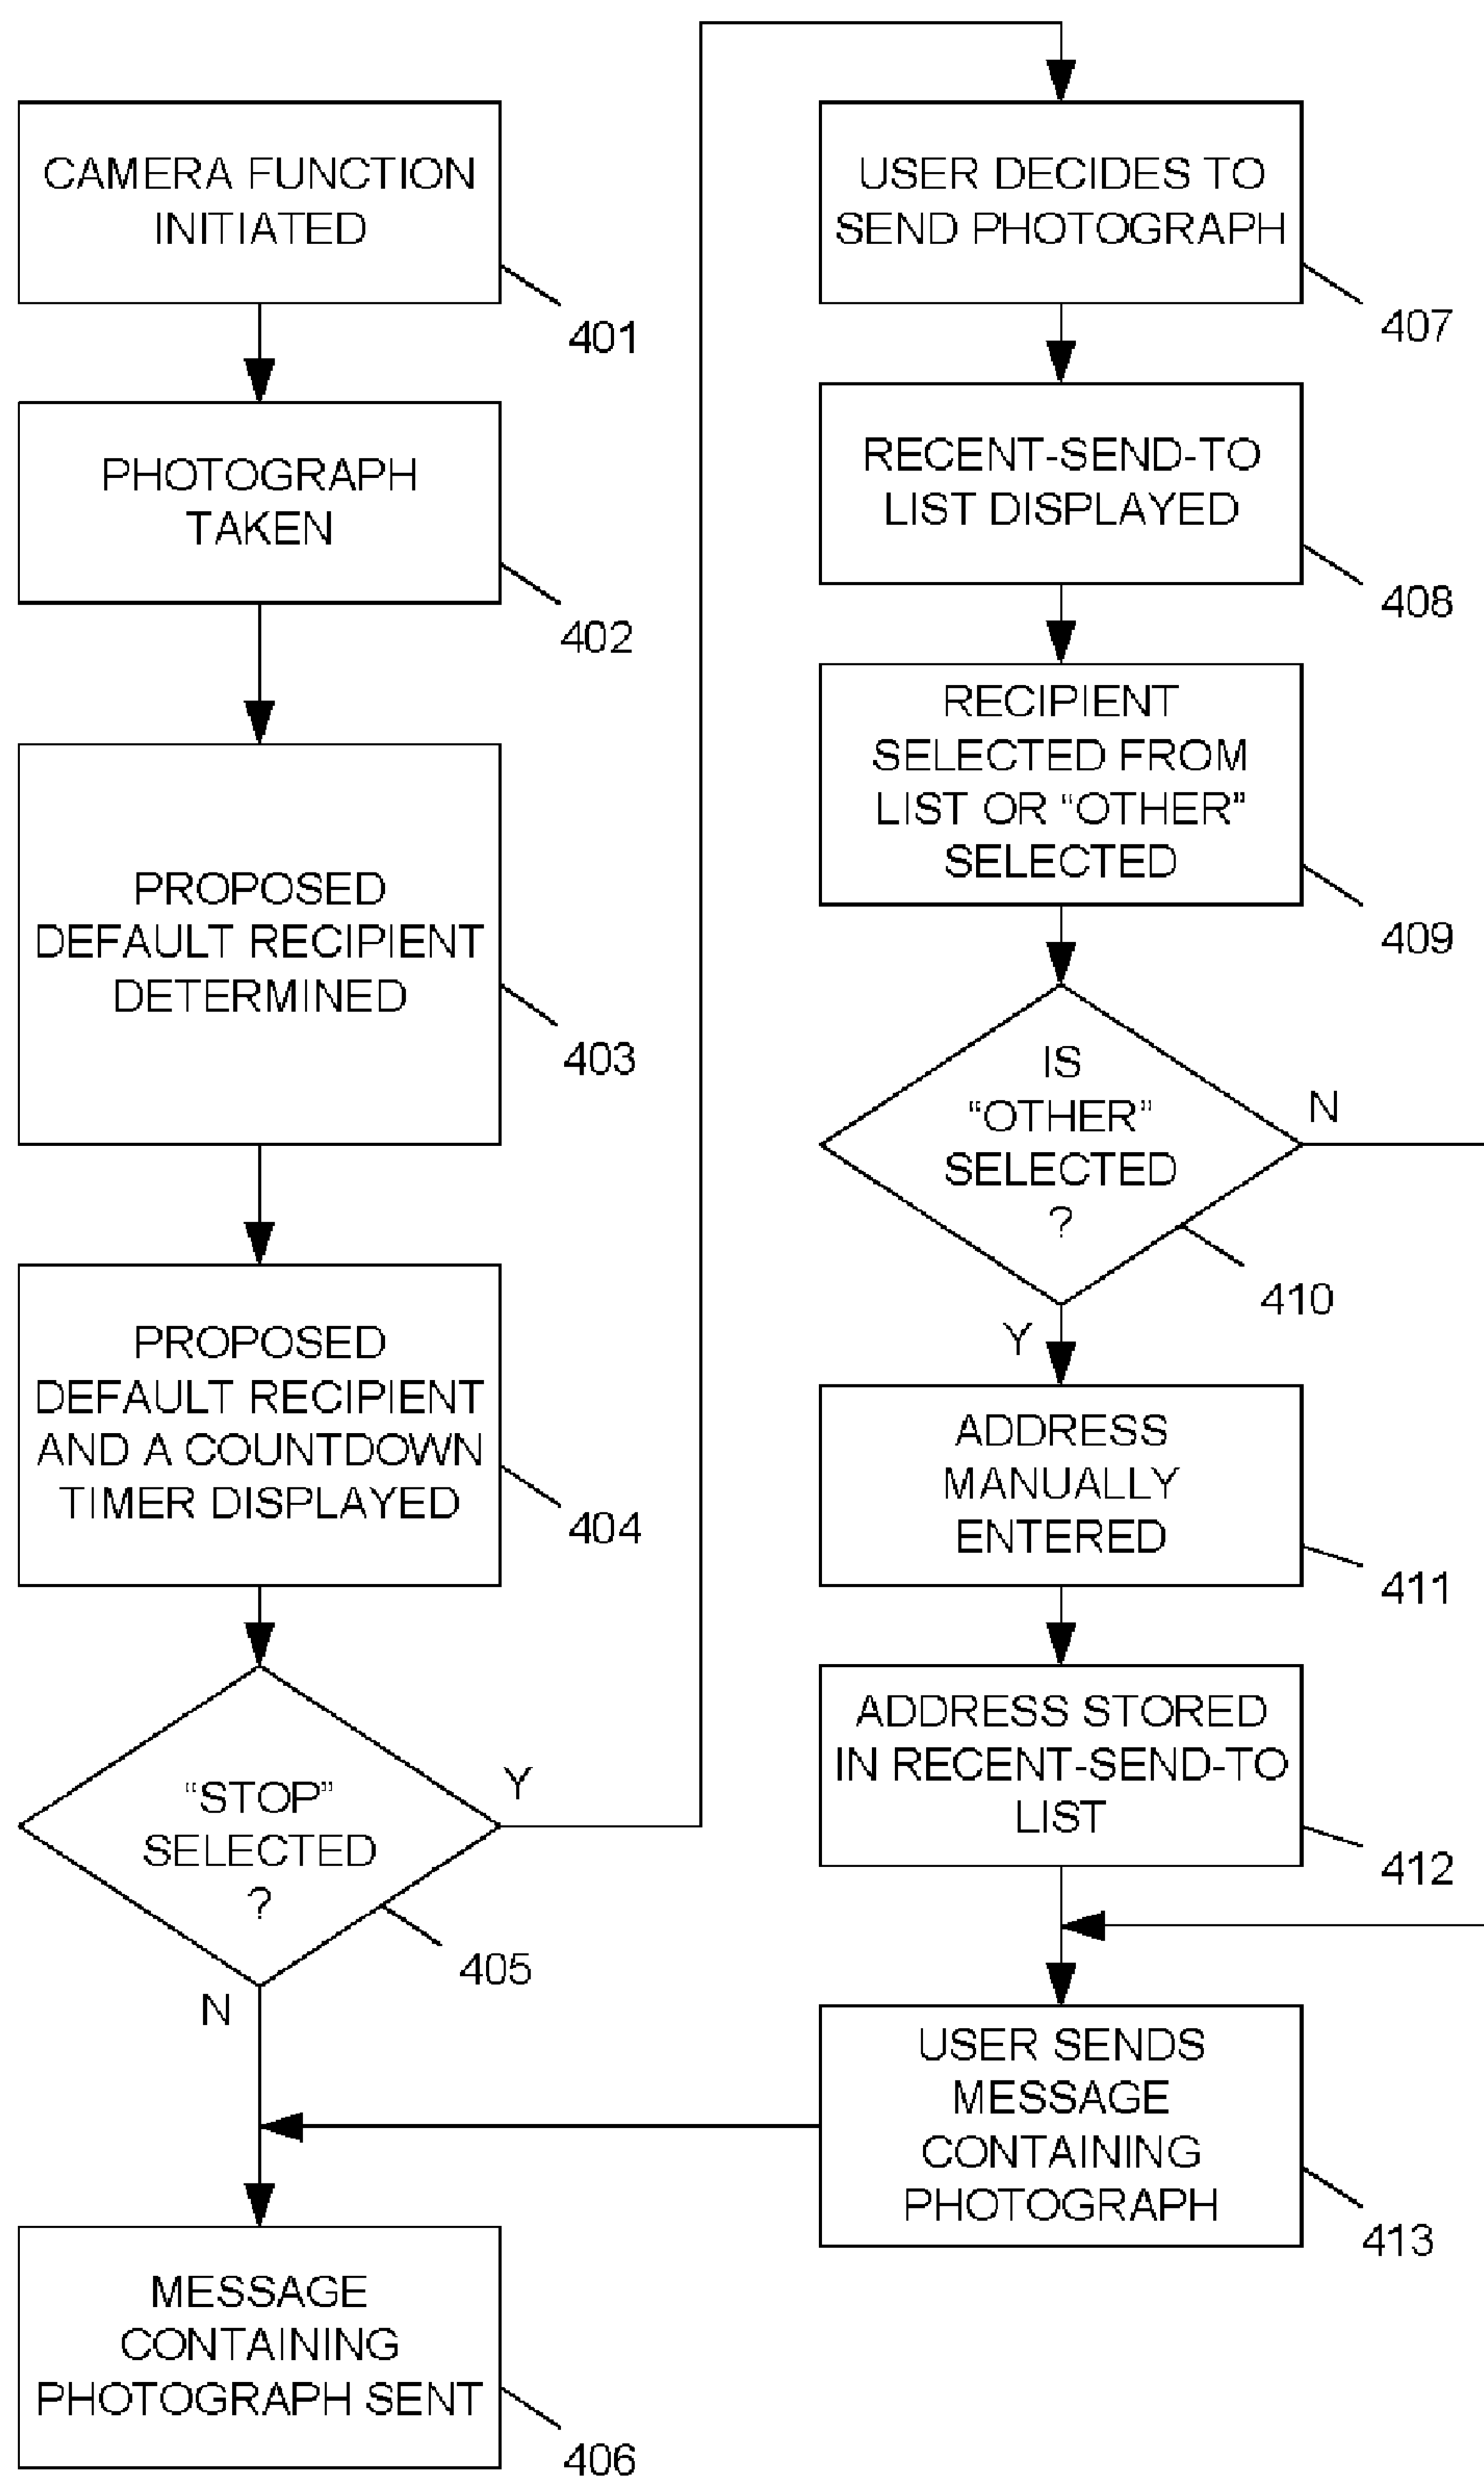 CAMERA FUNCTION
INITIATED
401
PHOTOGRAPH
TAKEN
402
PROPOSED
DEFAULT RECIPIENT
DETERMINED
403
PROPOSED
DEFAULT RECIPIENT
AND A COUNTDOWN
TIMER DISPLAYED
404
“STOP”
SELECTED
?
Y
405
N
MESSAGE
CONTAINING
PHOTOGRAPH SENT
406
USER DECIDES TO
SEND PHOTOGRAPH
407
RECENT-SEND-TO
LIST DISPLAYED
408
RECIPIENT
SELECTED FROM
LIST OR “OTHER”
SELECTED
409
IS
“OTHER”
SELECTED
?
N
410
Y
ADDRESS
MANUALLY
ENTERED
411
ADDRESS STORED
IN RECENT-SEND-TO
LIST
412
USER SENDS
MESSAGE
CONTAINING
PHOTOGRAPH
413